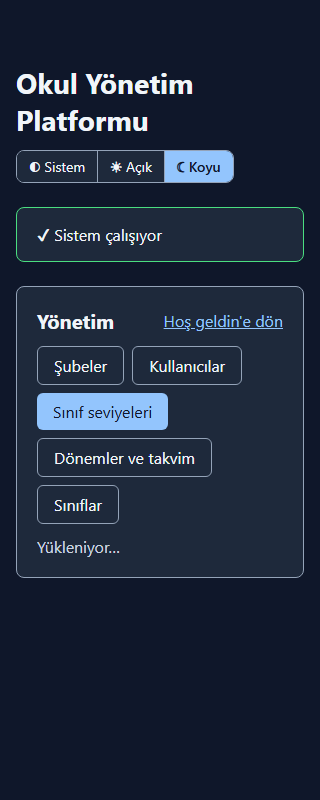 Okul Yönetim
Platformu
◐ Sistem ☀ Açık ☾ Koyu
✓ Sistem çalışıyor
Yönetim Hoş geldin'e dön
Şubeler Kullanıcılar
Sınıf seviyeleri
Dönemler ve takvim
Sınıflar
Yükleniyor...